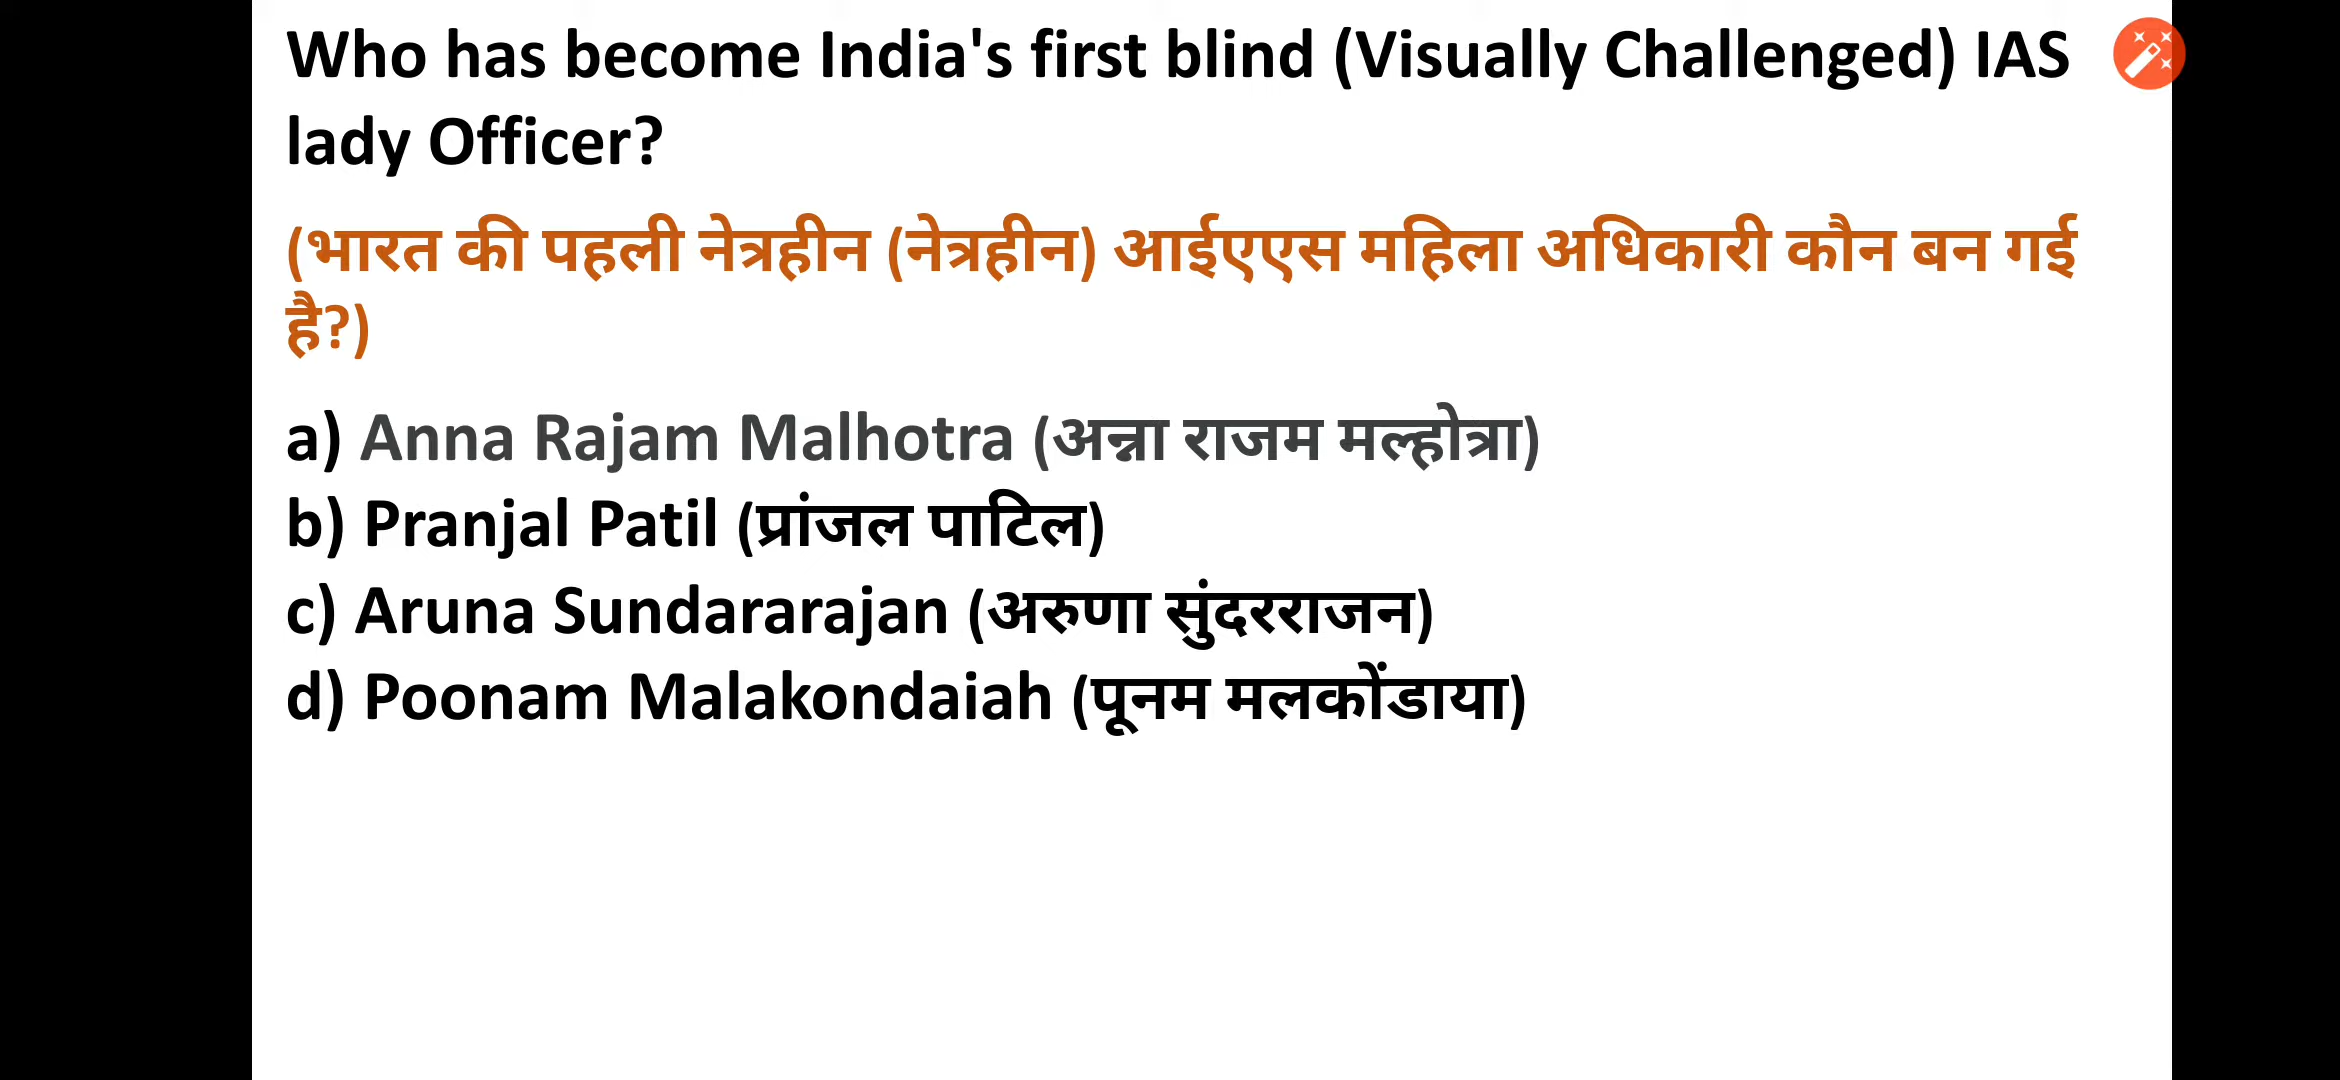 Who has become India's first blind (Visually Challenged) IAS
lady Officer?
(भारत की पहली नेत्रहीन (नेत्रहीन) आईएएस महिला अधिकारी कौन बन गई
है?)
a) Anna Rajam Malhotra (अन्ना राजम मल्होत्रा)
b) Pranjal Patil (प्रांजल पाटिल)
c) Aruna Sundararajan (अरुणा सुंदरराजन)
d) Poonam Malakondaiah (पूनम मलकोंडाया)